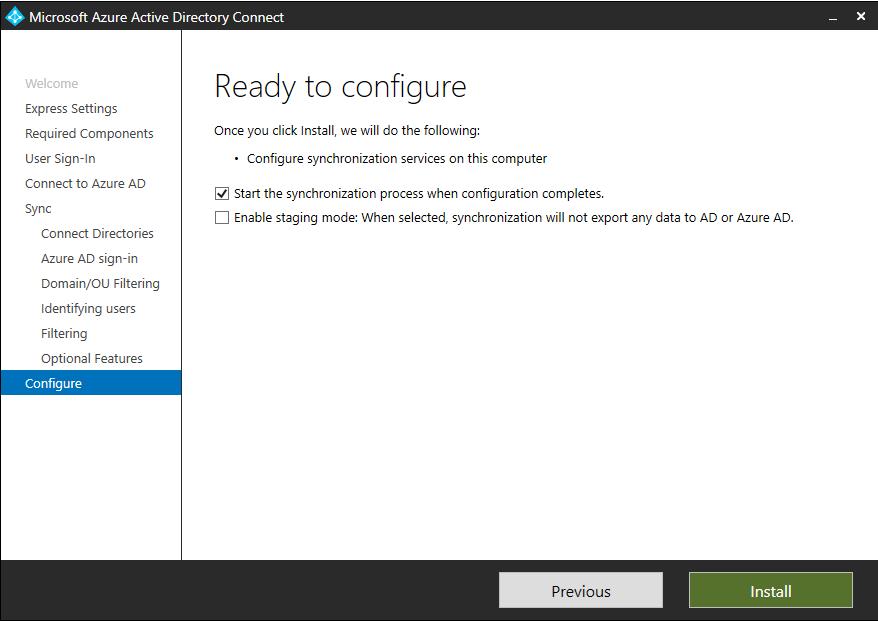 Microsoft Azure Active Directory Connect
Welcome
Express Settings
Required Components
User Sign-In
Connect to Azure AD
Sync
Connect Directories
Azure AD sign-in
Domain/OU Filtering
Identifying users
Filtering
Optional Features
Configure
Ready to configure
Once you click Install, we will do the following:
• Configure synchronization services on this computer
Start the synchronization process when configuration completes.
Enable staging mode: When selected, synchronization will not export any data to AD or Azure AD.
Previous
Install